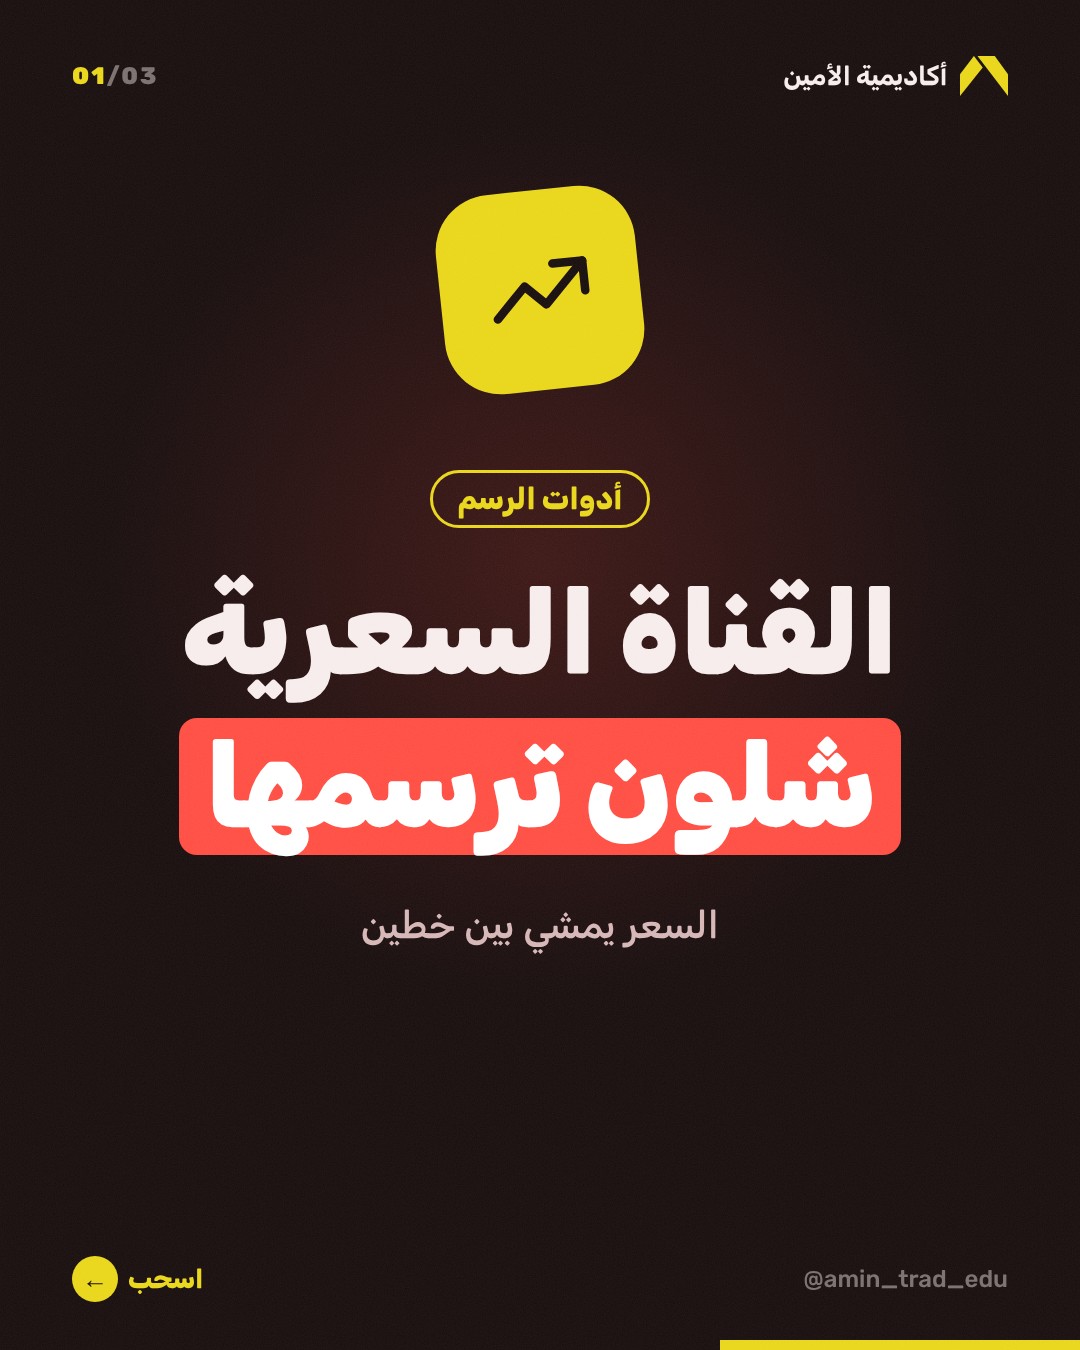 أكاديمية الأمين
01/03
أدوات الرسم
القناة السعرية
شلون ترسمها
السعر يمشي بين خطين
@amin_trad_edu
اسحب ←